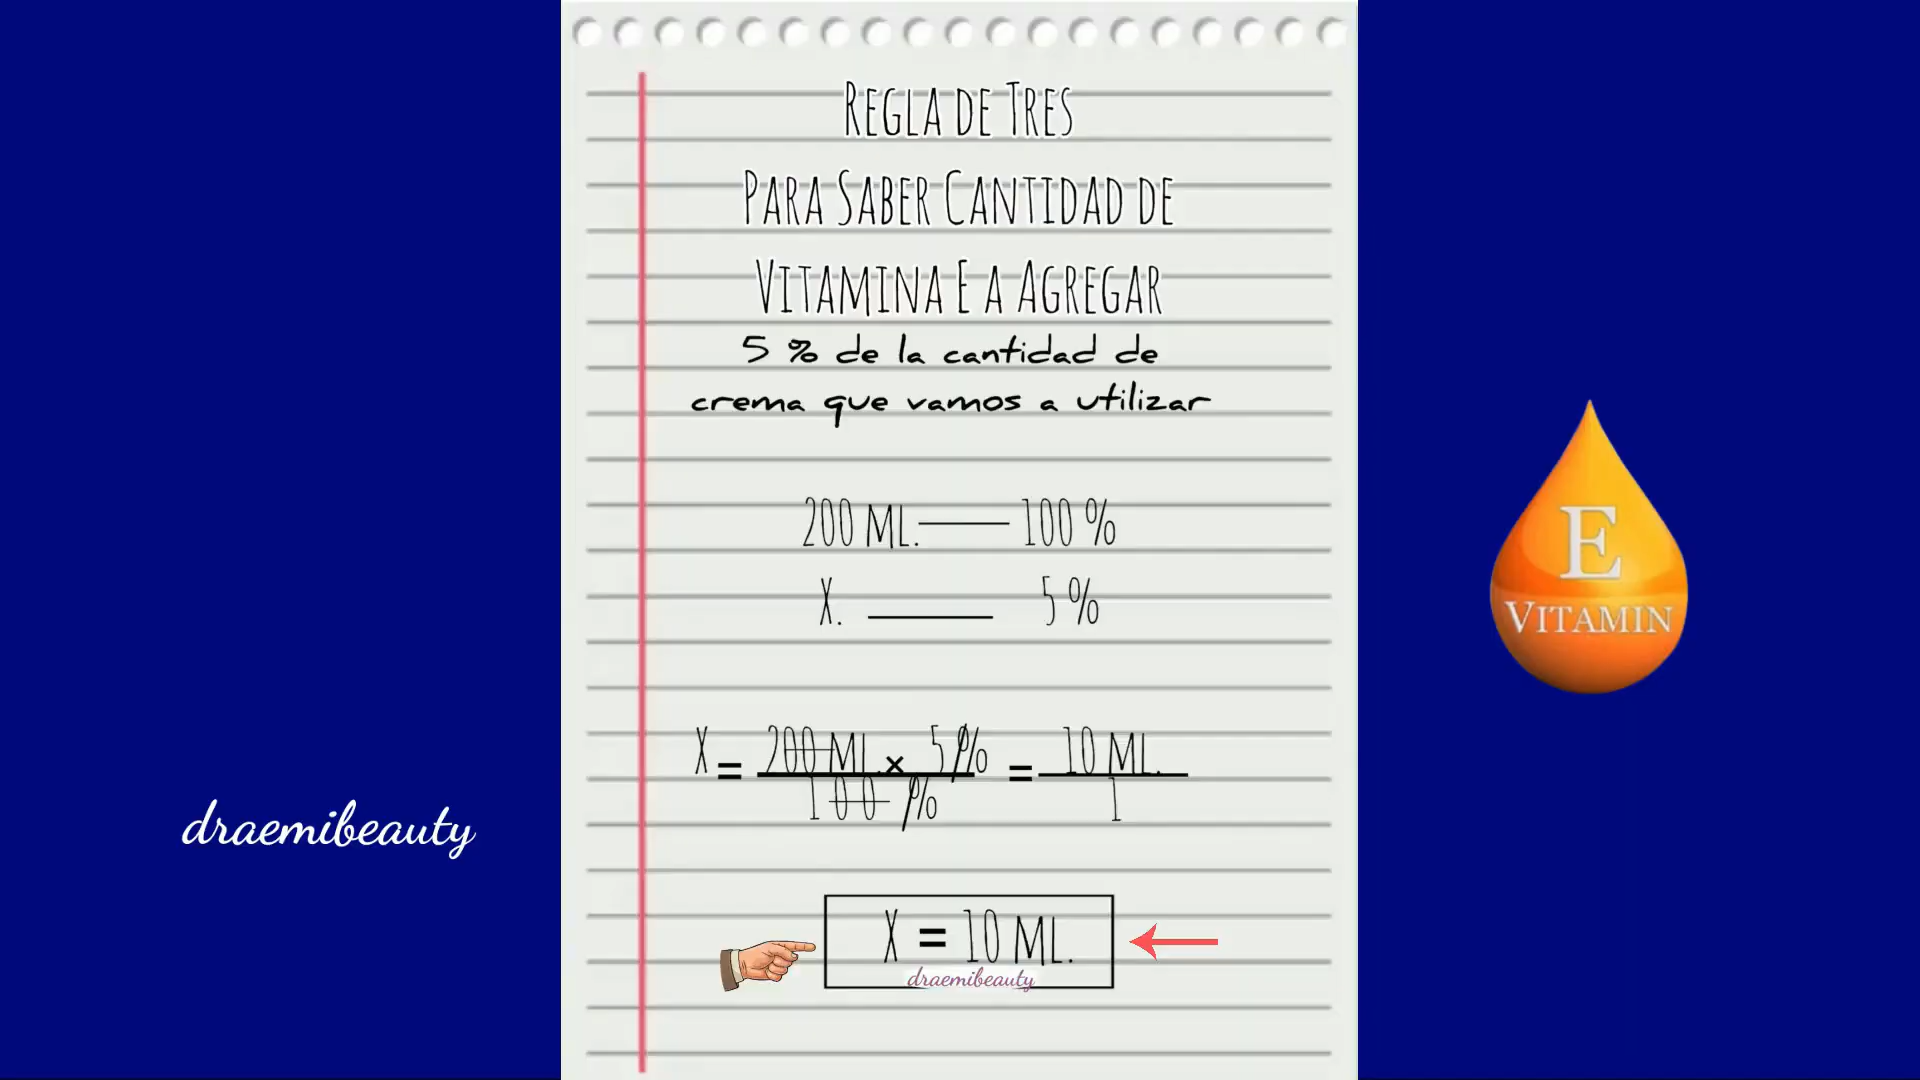 REGLA DE TRES
PARA SABER CANTIDAD DE
VITAMINA E A AGREGAR
5 % de la cantidad de
crema que vamos a utilizar
200 ML. 100 %
X. 5 %
X = 200 ML. x 5 % = 10 ML.
100 % 1
X = 10 ML.
draemibeauty
draemibeauty
E
VITAMIN